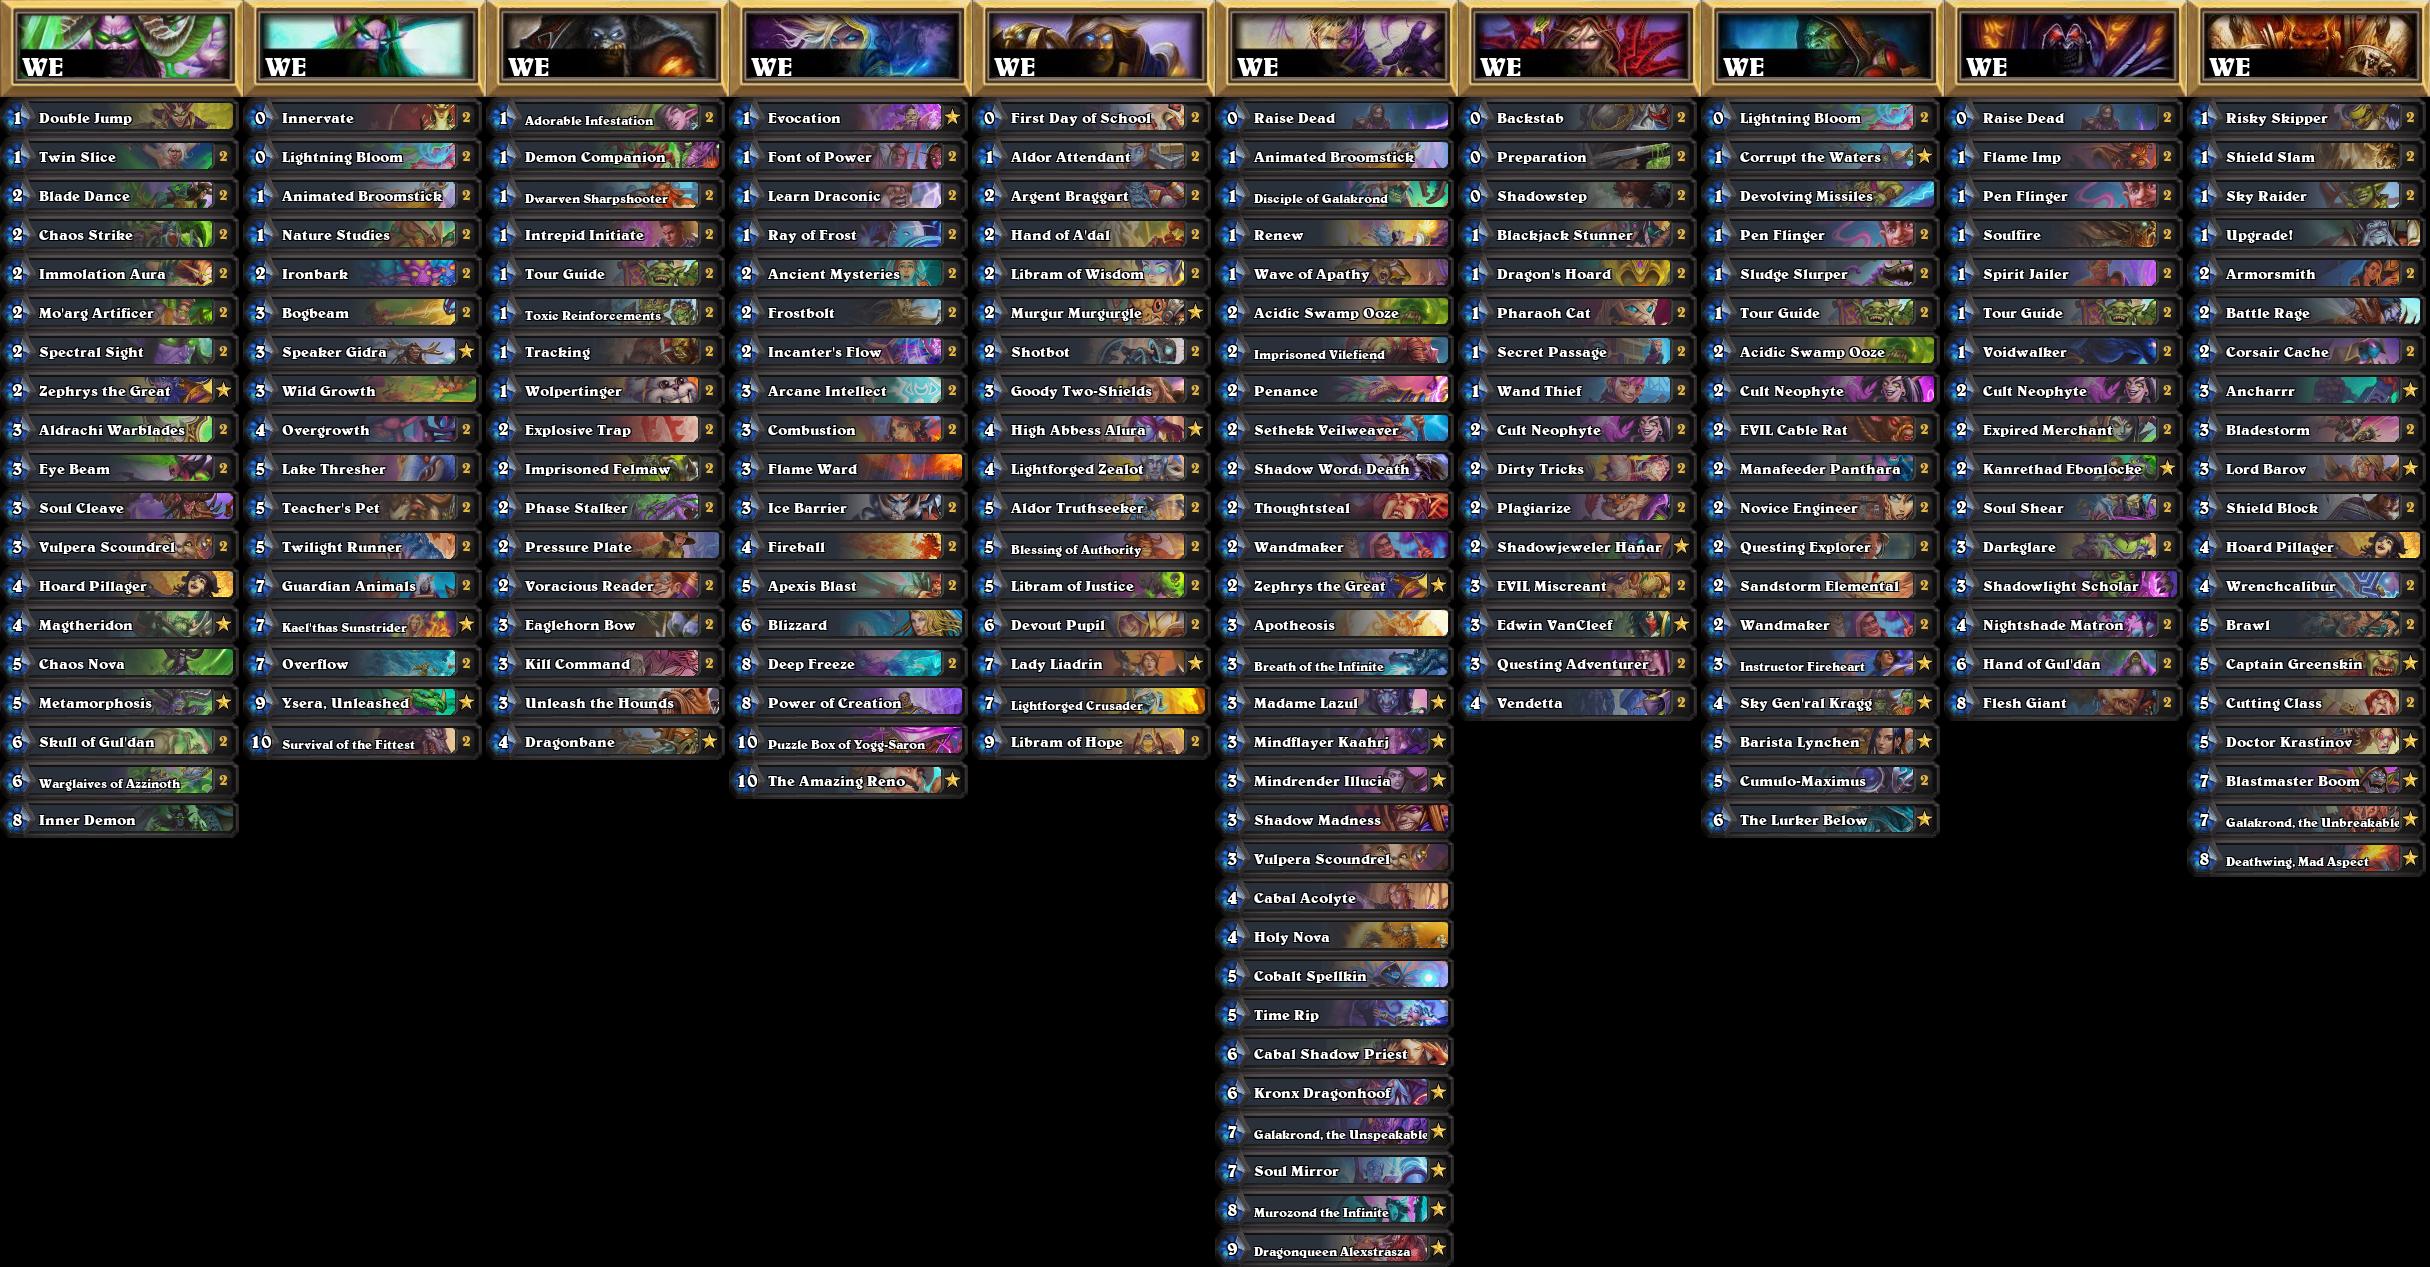 WE
1 Double Jump
1 Twin Slice 2
2 Blade Dance 2
2 Chaos Strike 2
2 Immolation Aura 2
2 Mo'arg Artificer 2
2 Spectral Sight 2
2 Zephrys the Great
3 Aldrachi Warblades 2
3 Eye Beam 2
3 Soul Cleave
3 Vulpera Scoundrel 2
4 Hoard Pillager
4 Magtheridon
5 Chaos Nova
5 Metamorphosis
6 Skull of Gul'dan 2
6 Warglaives of Azzinoth 2
8 Inner Demon
WE
0 Innervate 2
0 Lightning Bloom 2
1 Animated Broomstick 2
1 Nature Studies 2
2 Ironbark 2
3 Bogbeam 2
3 Speaker Gidra
3 Wild Growth
4 Overgrowth 2
5 Lake Thresher 2
5 Teacher's Pet 2
5 Twilight Runner 2
7 Guardian Animals 2
7 Kael'thas Sunstrider
7 Overflow 2
9 Ysera, Unleashed
10 Survival of the Fittest 2
WE
1 Adorable Infestation 2
1 Demon Companion
1 Dwarven Sharpshooter 2
1 Intrepid Initiate 2
1 Tour Guide 2
1 Toxic Reinforcements 2
1 Tracking 2
1 Wolpertinger 2
2 Explosive Trap 2
2 Imprisoned Felmaw 2
2 Phase Stalker 2
2 Pressure Plate
2 Voracious Reader 2
3 Eaglehorn Bow 2
3 Kill Command 2
3 Unleash the Hounds
4 Dragonbane
WE
1 Evocation
1 Font of Power 2
1 Learn Draconic 2
1 Ray of Frost 2
2 Ancient Mysteries 2
2 Frostbolt 2
2 Incanter's Flow 2
3 Arcane Intellect 2
3 Combustion 2
3 Flame Ward
3 Ice Barrier 2
4 Fireball 2
5 Apexis Blast 2
6 Blizzard
8 Deep Freeze 2
8 Power of Creation
10 Puzzle Box of Yogg-Saron
10 The Amazing Reno
WE
0 First Day of School 2
1 Aldor Attendant 2
2 Argent Braggart 2
2 Hand of A'dal 2
2 Libram of Wisdom 2
2 Murgur Murgurgle
2 Shotbot 2
3 Goody Two-Shields 2
4 High Abbess Alura
4 Lightforged Zealot 2
5 Aldor Truthseeker 2
5 Blessing of Authority 2
5 Libram of Justice 2
6 Devout Pupil 2
7 Lady Liadrin
7 Lightforged Crusader
9 Libram of Hope 2
WE
0 Raise Dead
1 Animated Broomstick
1 Disciple of Galakrond
1 Renew
1 Wave of Apathy
2 Acidic Swamp Ooze
2 Imprisoned Vilefiend
2 Penance
2 Sethekk Veilweaver
2 Shadow Word: Death
2 Thoughtsteal
2 Wandmaker
2 Zephrys the Great
3 Apotheosis
3 Breath of the Infinite
3 Madame Lazul
3 Mindflayer Kaahrj
3 Mindrender Illucia
3 Shadow Madness
3 Vulpera Scoundrel
4 Cabal Acolyte
4 Holy Nova
5 Cobalt Spellkin
5 Time Rip
6 Cabal Shadow Priest
6 Kronx Dragonhoof
7 Galakrond, the Unspeakable
7 Soul Mirror
8 Murozond the Infinite
9 Dragonqueen Alexstrasza
WE
0 Backstab 2
0 Preparation 2
0 Shadowstep 2
1 Blackjack Stunner 2
1 Dragon's Hoard 2
1 Pharaoh Cat 2
1 Secret Passage 2
1 Wand Thief 2
2 Cult Neophyte 2
2 Dirty Tricks 2
2 Plagiarize 2
2 Shadowjeweler Hanar
3 EVIL Miscreant 2
3 Edwin VanCleef
3 Questing Adventurer 2
4 Vendetta 2
WE
0 Lightning Bloom 2
1 Corrupt the Waters
1 Devolving Missiles
1 Pen Flinger 2
1 Sludge Slurper 2
1 Tour Guide 2
2 Acidic Swamp Ooze
2 Cult Neophyte
2 EVIL Cable Rat 2
2 Manafeeder Panthara 2
2 Novice Engineer 2
2 Questing Explorer 2
2 Sandstorm Elemental 2
2 Wandmaker 2
3 Instructor Fireheart
4 Sky Gen'ral Kragg
5 Barista Lynchen
5 Cumulo-Maximus 2
6 The Lurker Below
WE
0 Raise Dead 2
1 Flame Imp 2
1 Pen Flinger 2
1 Soulfire 2
1 Spirit Jailer 2
1 Tour Guide 2
1 Voidwalker 2
2 Cult Neophyte 2
2 Expired Merchant 2
2 Kanrethad Ebonlocke
2 Soul Shear 2
3 Darkglare 2
3 Shadowlight Scholar
4 Nightshade Matron 2
6 Hand of Gul'dan 2
8 Flesh Giant 2
WE
1 Risky Skipper 2
1 Shield Slam 2
1 Sky Raider 2
1 Upgrade!
2 Armorsmith 2
2 Battle Rage
2 Corsair Cache 2
3 Ancharrr
3 Bladestorm 2
3 Lord Barov
3 Shield Block 2
4 Hoard Pillager
4 Wrenchcalibur 2
5 Brawl 2
5 Captain Greenskin
5 Cutting Class 2
5 Doctor Krastinov
7 Blastmaster Boom
7 Galakrond, the Unbreakable
8 Deathwing, Mad Aspect